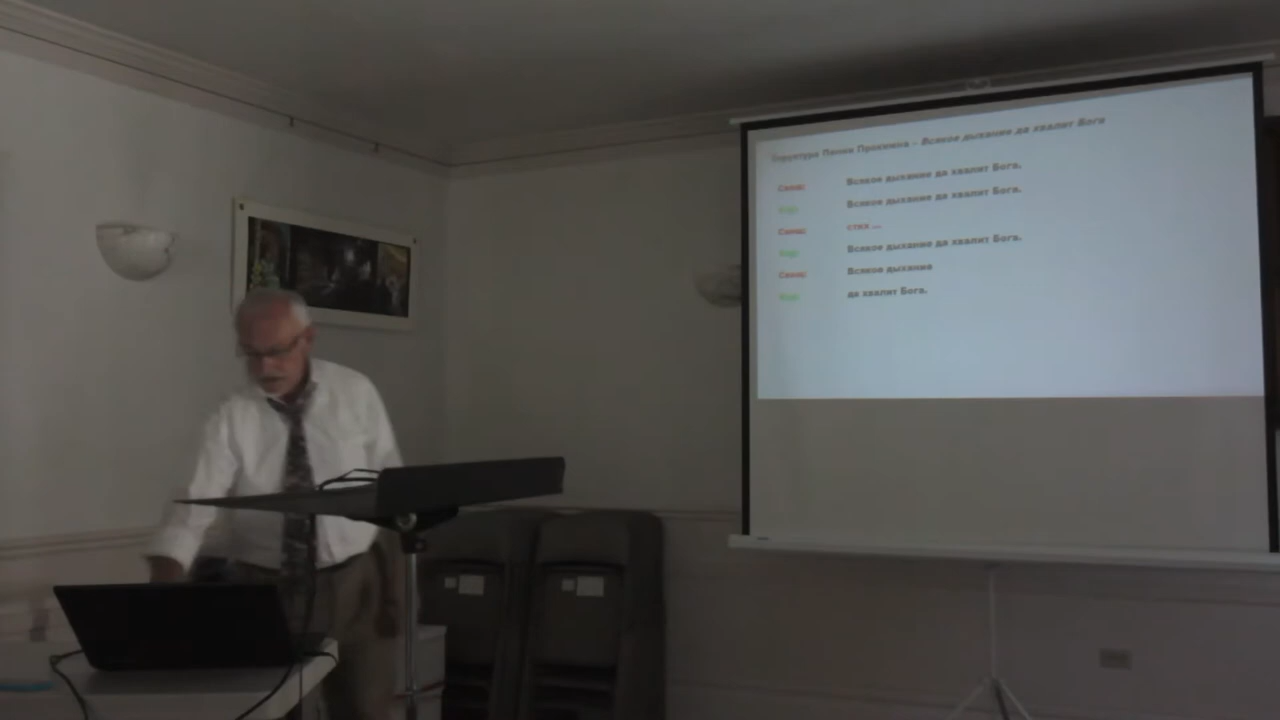 Структура Пения Прокимна – Всякое дыхание да хвалит Бога
Свящ: Всякое дыхание да хвалит Бога.
Хор: Всякое дыхание да хвалит Бога.
Свящ: стих ...
Хор: Всякое дыхание да хвалит Бога.
Свящ: Всякое дыхание
Хор: да хвалит Бога.